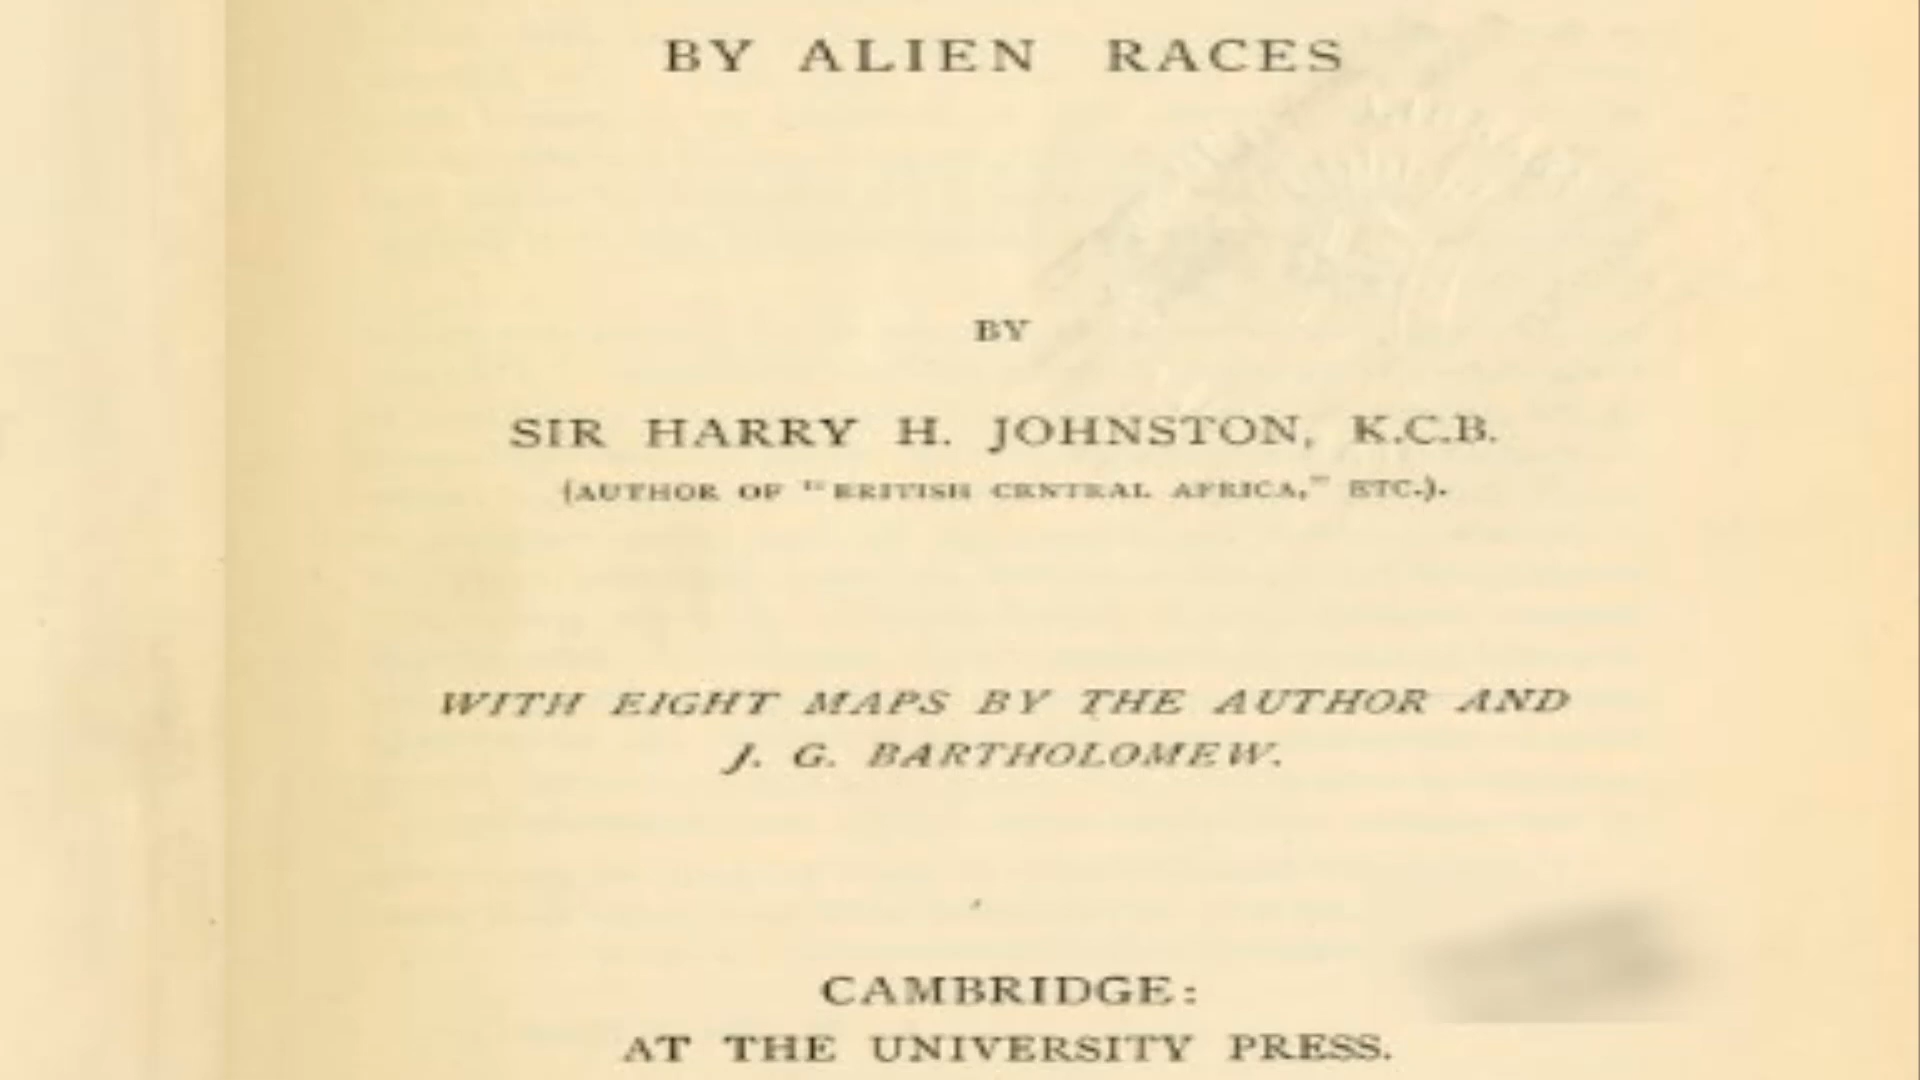 BY ALIEN RACES
BY
SIR HARRY H. JOHNSTON, K.C.B.
(AUTHOR OF "BRITISH CENTRAL AFRICA," ETC.).
WITH EIGHT MAPS BY THE AUTHOR AND
J. G. BARTHOLOMEW.
CAMBRIDGE:
AT THE UNIVERSITY PRESS.